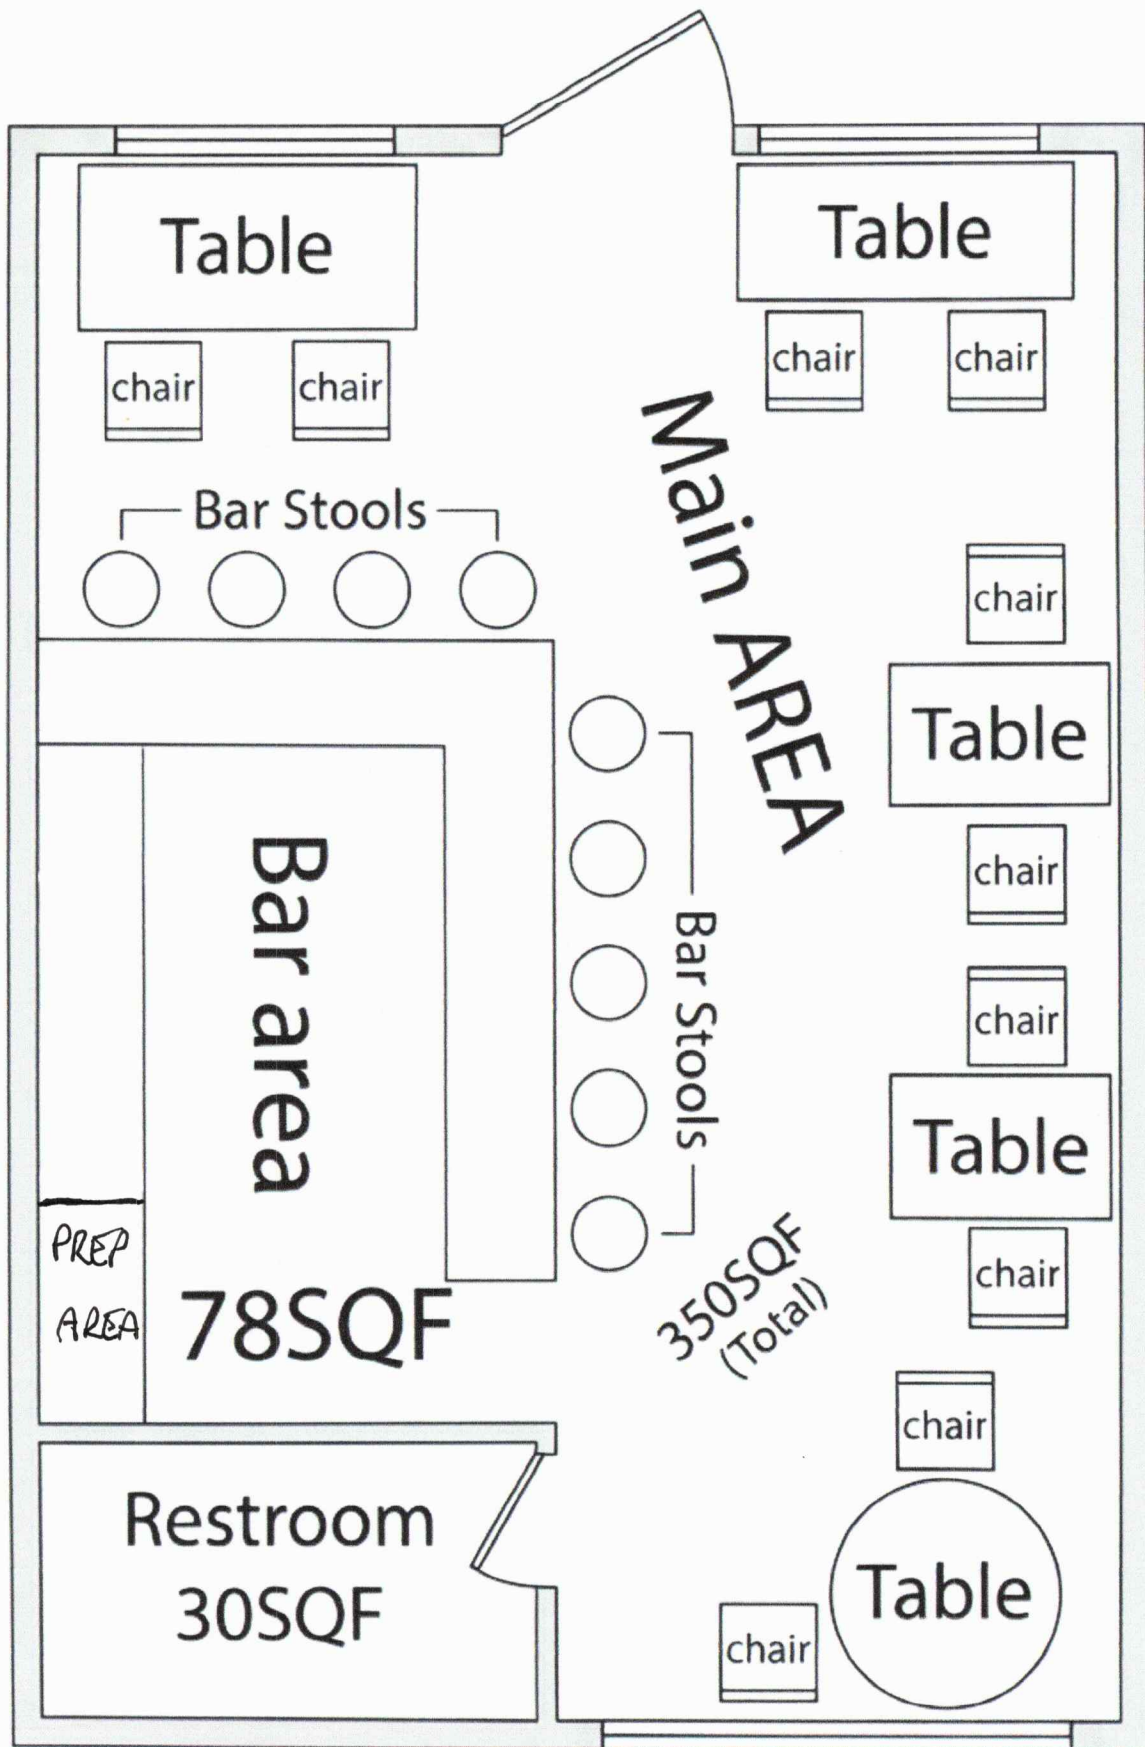 Table
Table
chair
chair
chair
chair
Bar Stools
Main AREA
chair
Table
chair
Bar area
Bar Stools
chair
Table
chair
PREP
AREA
78SQF
350SQF
(Total)
chair
Table
chair
Restroom
30SQF